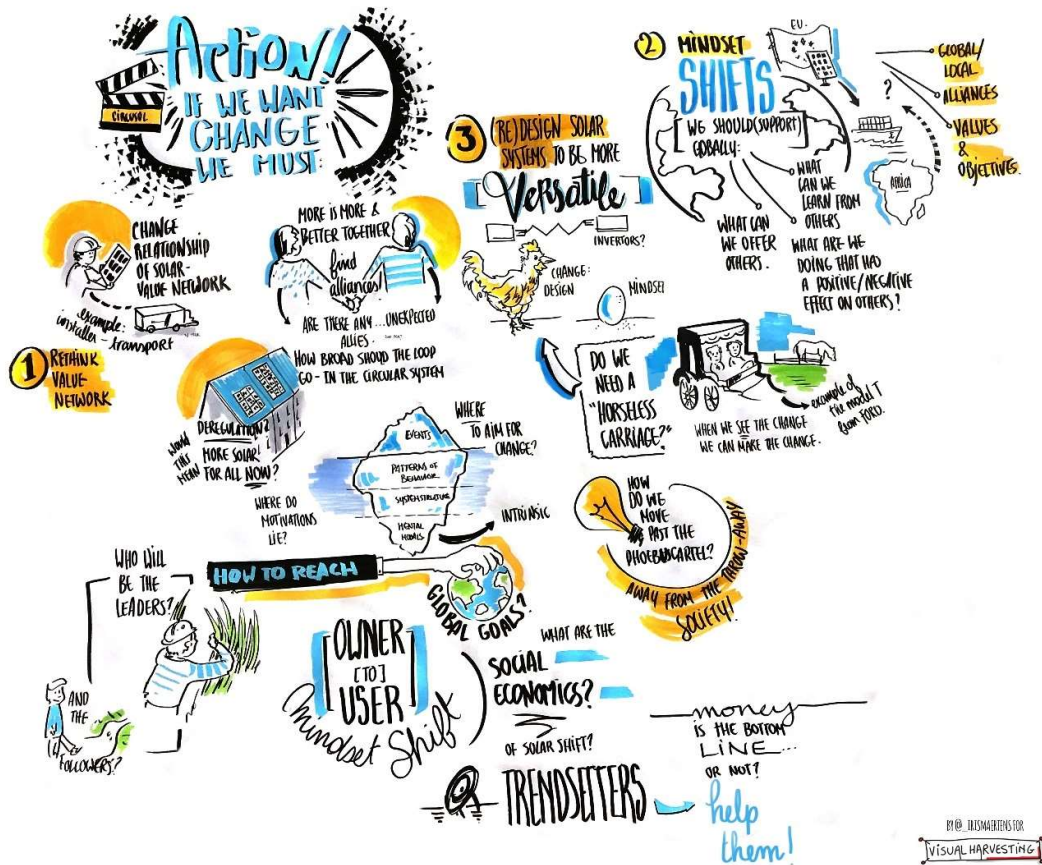 Action!
IF WE WANT
CHANGE
WE MUST:
CIRCUSOL
CHANGE
RELATIONSHIP
OF SOLAR-
VALUE NETWORK
example:
installer - transport
MORE IS MORE &
BETTER TOGETHER
find
alliances!
ARE THERE ANY... UNEXPECTED
ALLIES.
HOW BROAD SHOULD THE LOOP
GO - IN THE CIRCULAR SYSTEM
1 RETHINK
VALUE
NETWORK
WOULD
THIS
MEAN
DEREGULATION?
MORE SOLAR!
FOR ALL NOW?
2 MINDSET
SHIFTS
[WE SHOULD (SUPPORT)
GLOBALLY:
EU.
?
AFRICA
GLOBAL/
LOCAL
ALLIANCES
VALUES
&
OBJECTIVES.
WHAT CAN
WE OFFER
OTHERS.
WHAT
CAN WE
LEARN FROM
OTHERS
WHAT ARE WE
DOING THAT HAD
A POSITIVE/NEGATIVE
EFFECT ON OTHERS?
3 (RE)DESIGN SOLAR
SYSTEMS TO BE MORE
[Versatile]
INVERTORS?
CHANGE:
DESIGN
MINDSET
DO WE
NEED A
"HORSELESS
CARRIAGE?"
WHEN WE SEE THE CHANGE
WE CAN MAKE THE CHANGE.
example of
the model T
from FORD.
WHERE
TO AIM FOR
CHANGE?
EVENTS
PATTERNS OF
BEHAVIOR
SYSTEM STRUCTURE
MENTAL
MODELS
INTRINSIC
WHERE DO
MOTIVATIONS
LIE?
HOW
DO WE
MOVE
PAST THE
PHOEBUSCARTEL?
AWAY FROM THE THROW-AWAY
SOCIETY!
HOW TO REACH
GLOBAL GOALS?
WHO WILL
BE THE
LEADERS?
AND
THE
FOLLOWERS?
[OWNER
[TO]
USER]
Mindset Shift
WHAT ARE THE
SOCIAL
ECONOMICS?
OF SOLAR SHIFT?
TRENDSETTERS
money
IS THE BOTTOM
LINE...
OR NOT?
help
them!
BY @_IRISMAERTENS FOR
VISUAL HARVESTING